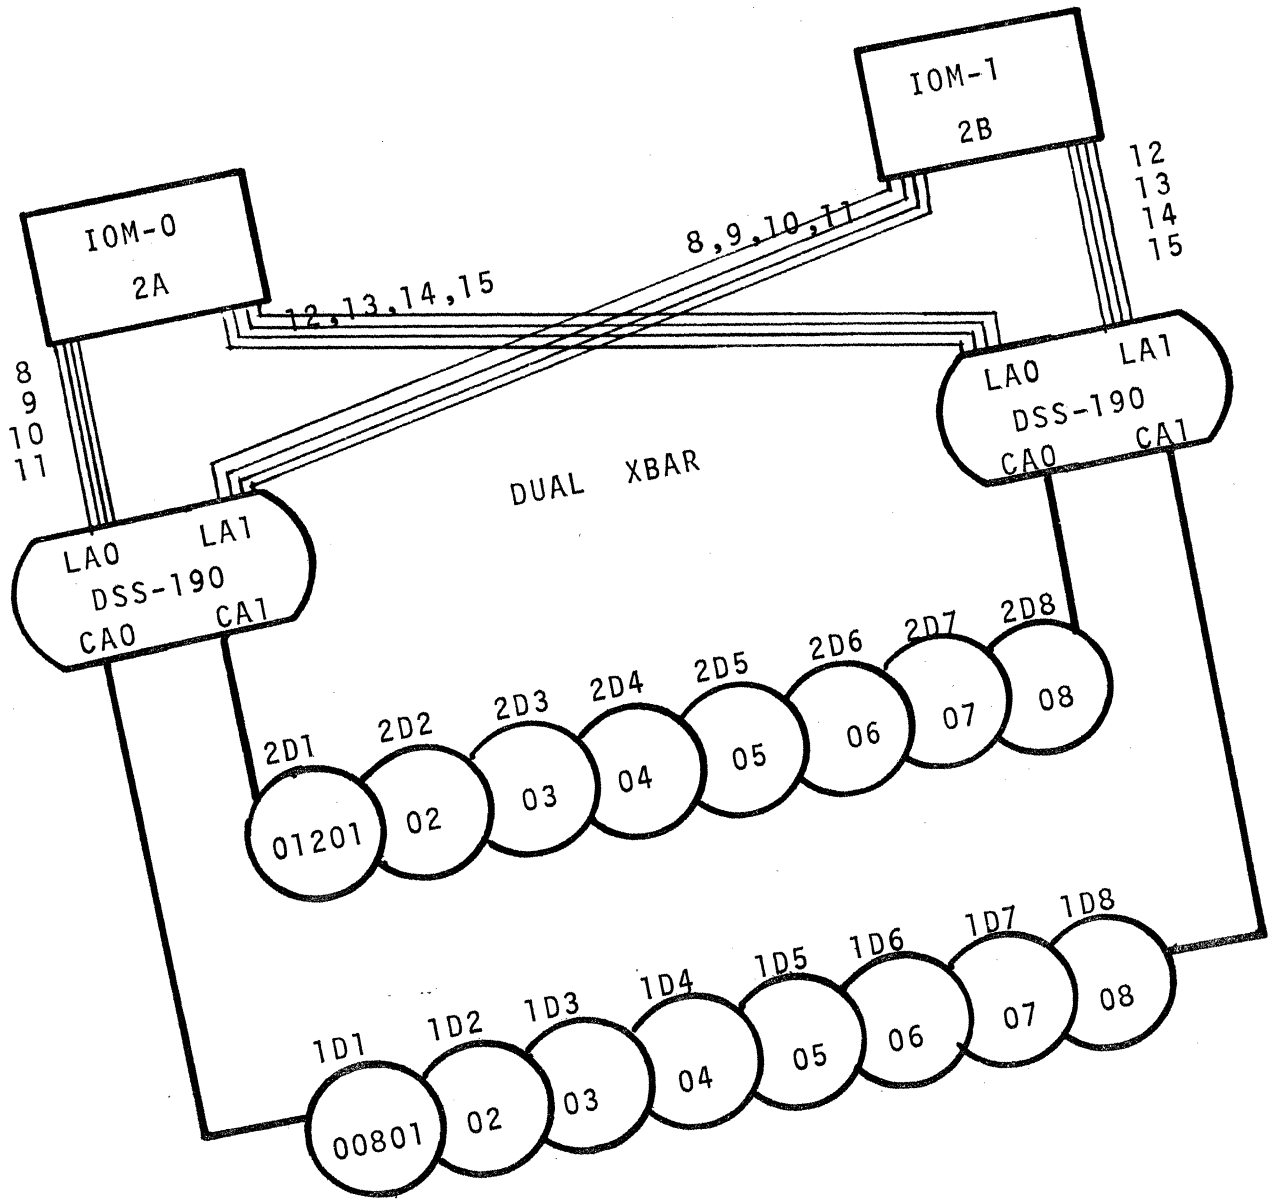 IOM-1
2B
12
13
14
15
IOM-0
2A
8,9,10,11
12,13,14,15
8
9
10
11
LA0 LA1
DSS-190
CA0 CA1
DUAL XBAR
LA0 LA1
DSS-190
CA0 CA1
2D1 2D2 2D3 2D4 2D5 2D6 2D7 2D8
01201 02 03 04 05 06 07 08
1D1 1D2 1D3 1D4 1D5 1D6 1D7 1D8
00801 02 03 04 05 06 07 08